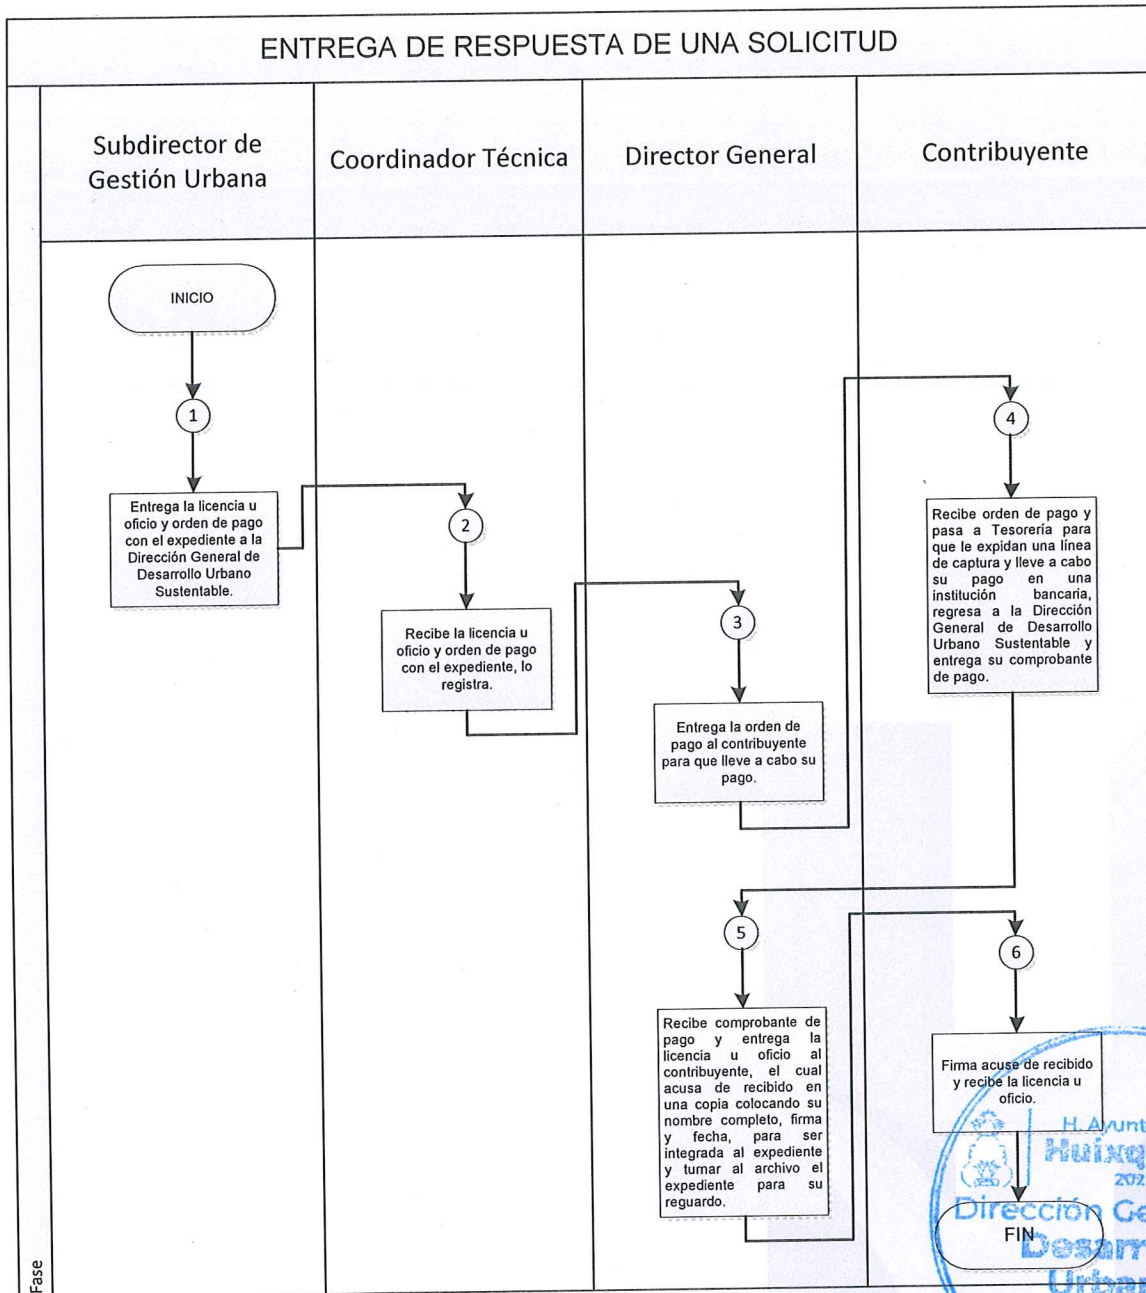 ENTREGA DE RESPUESTA DE UNA SOLICITUD
Subdirector de
Gestión Urbana
Coordinador Técnica
Director General
Contribuyente
INICIO
1
Entrega la licencia u
oficio y orden de pago
con el expediente a la
Dirección General de
Desarrollo Urbano
Sustentable.
2
Recibe la licencia u
oficio y orden de pago
con el expediente, lo
registra.
3
Entrega la orden de
pago al contribuyente
para que lleve a cabo su
pago.
4
Recibe orden de pago y
pasa a Tesorería para
que le expidan una línea
de captura y lleve a cabo
su pago en una
institución bancaria,
regresa a la Dirección
General de Desarrollo
Urbano Sustentable y
entrega su comprobante
de pago.
5
Recibe comprobante de
pago y entrega la
licencia u oficio al
contribuyente, el cual
acusa de recibido en
una copia colocando su
nombre completo, firma
y fecha, para ser
integrada al expediente
y turnar al archivo el
expediente para su
reguardo.
6
Firma acuse de recibido
y recibe la licencia u
oficio.
FIN
Fase
H. Ayunt
Huixq
202
Dirección Ge
Desarr
Urban